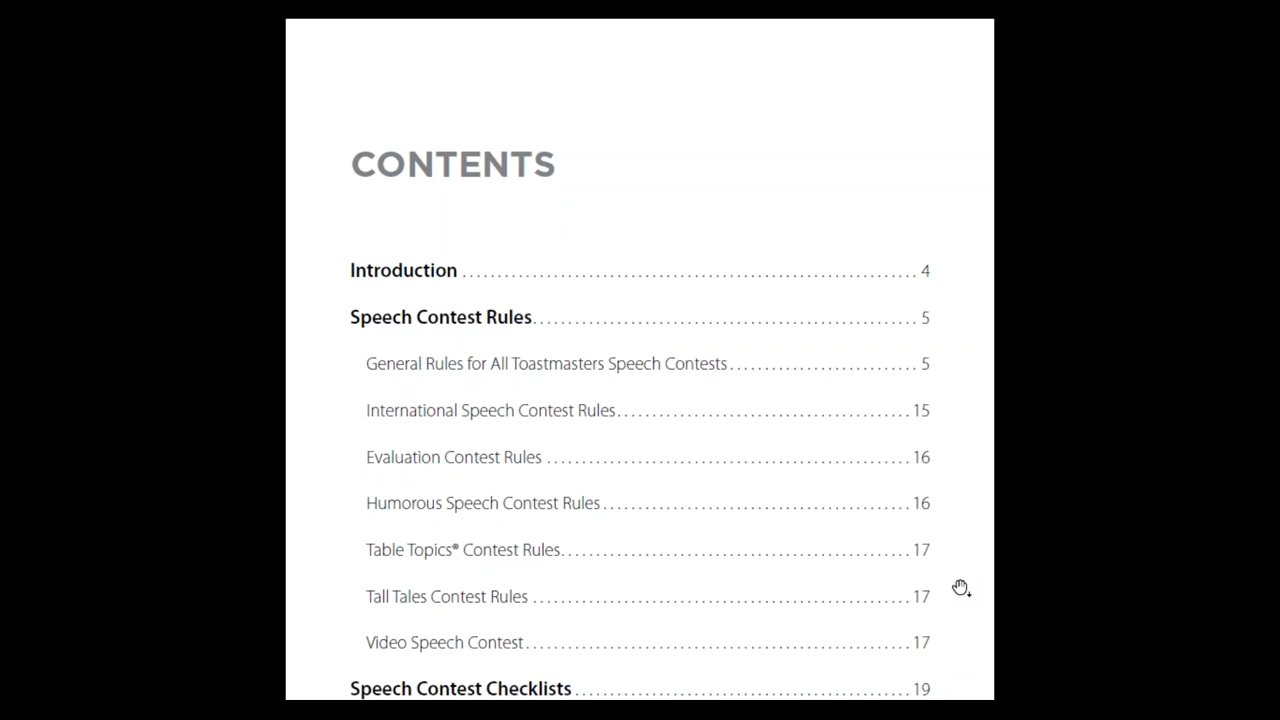 CONTENTS
Introduction ................................................................ 4
Speech Contest Rules........................................................ 5
General Rules for All Toastmasters Speech Contests........................... 5
International Speech Contest Rules.......................................... 15
Evaluation Contest Rules .................................................... 16
Humorous Speech Contest Rules............................................ 16
Table Topics® Contest Rules.................................................. 17
Tall Tales Contest Rules ...................................................... 17
Video Speech Contest....................................................... 17
Speech Contest Checklists ................................................ 19